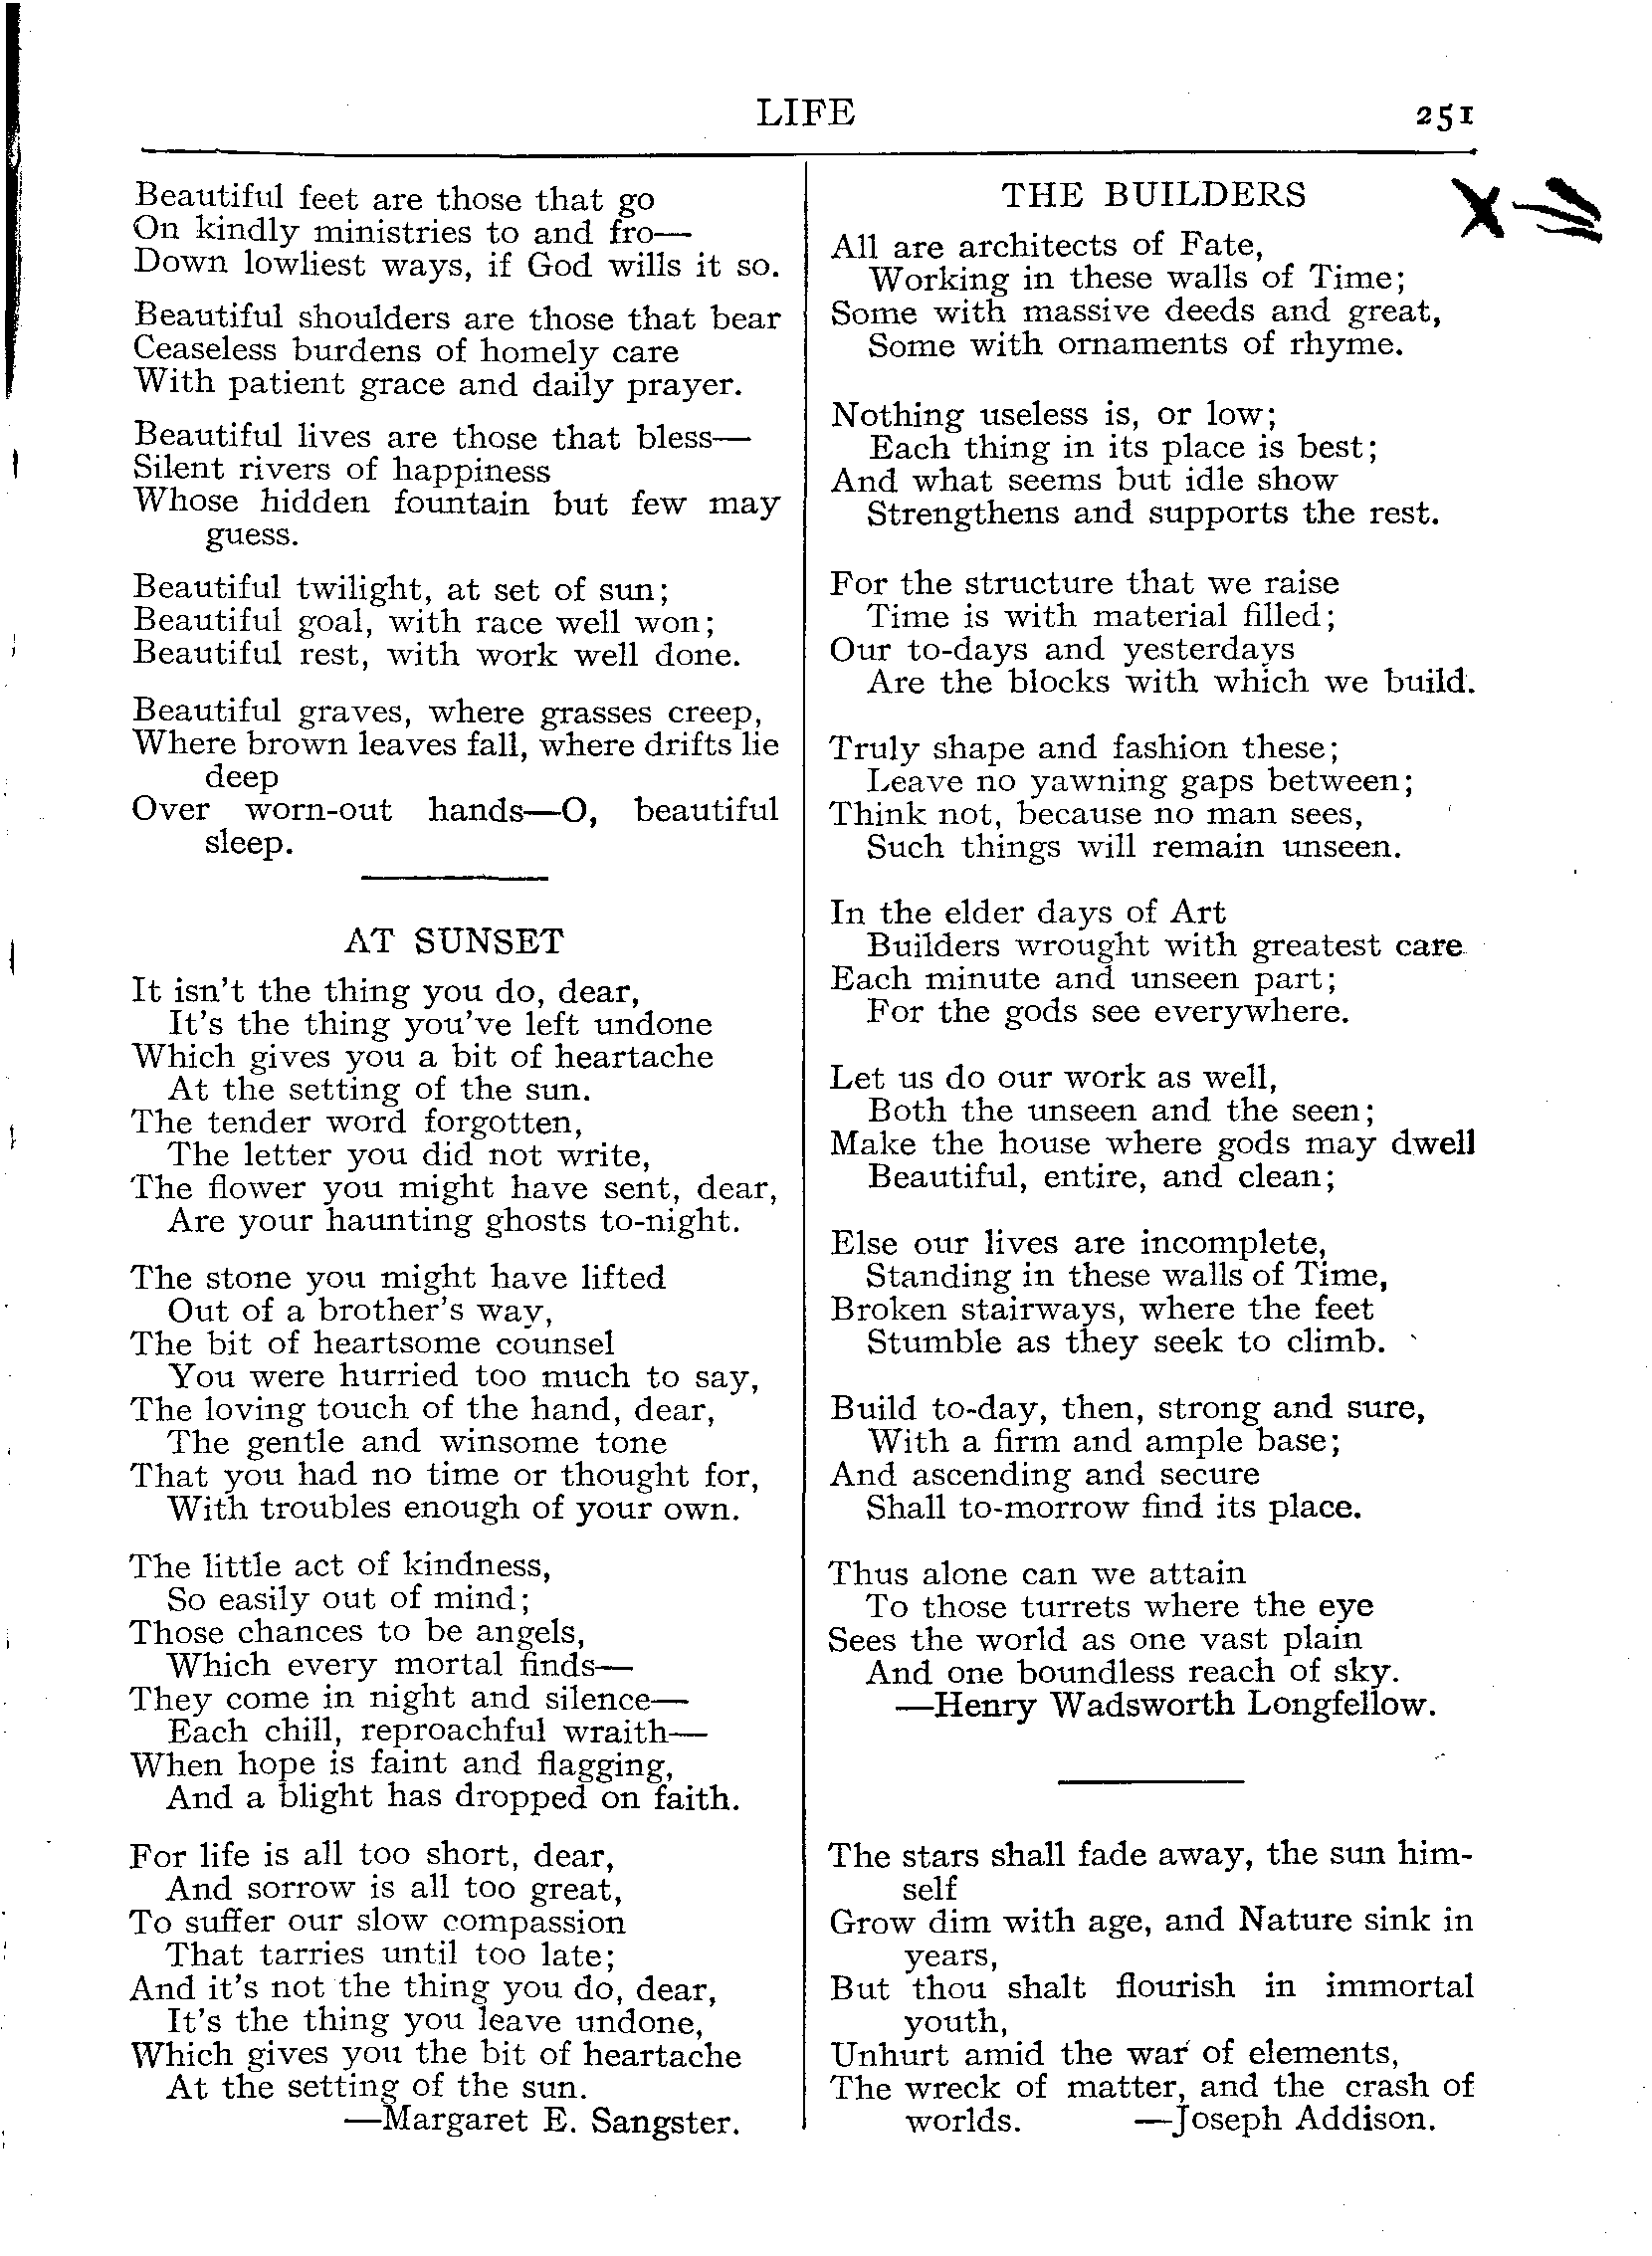 LIFE
251
Beautiful feet are those that go
On kindly ministries to and fro—
Down lowliest ways, if God wills it so.
Beautiful shoulders are those that bear
Ceaseless burdens of homely care
With patient grace and daily prayer.
Beautiful lives are those that bless—
Silent rivers of happiness
Whose hidden fountain but few may
guess.
Beautiful twilight, at set of sun;
Beautiful goal, with race well won;
Beautiful rest, with work well done.
Beautiful graves, where grasses creep,
Where brown leaves fall, where drifts lie
deep
Over worn-out hands—O, beautiful
sleep.
AT SUNSET
It isn't the thing you do, dear,
It's the thing you've left undone
Which gives you a bit of heartache
At the setting of the sun.
The tender word forgotten,
The letter you did not write,
The flower you might have sent, dear,
Are your haunting ghosts to-night.
The stone you might have lifted
Out of a brother's way,
The bit of heartsome counsel
You were hurried too much to say,
The loving touch of the hand, dear,
The gentle and winsome tone
That you had no time or thought for,
With troubles enough of your own.
The little act of kindness,
So easily out of mind;
Those chances to be angels,
Which every mortal finds—
They come in night and silence—
Each chill, reproachful wraith—
When hope is faint and flagging,
And a blight has dropped on faith.
For life is all too short, dear,
And sorrow is all too great,
To suffer our slow compassion
That tarries until too late;
And it's not the thing you do, dear,
It's the thing you leave undone,
Which gives you the bit of heartache
At the setting of the sun.
—Margaret E. Sangster.
THE BUILDERS
All are architects of Fate,
Working in these walls of Time;
Some with massive deeds and great,
Some with ornaments of rhyme.
Nothing useless is, or low;
Each thing in its place is best;
And what seems but idle show
Strengthens and supports the rest.
For the structure that we raise
Time is with material filled;
Our to-days and yesterdays
Are the blocks with which we build.
Truly shape and fashion these;
Leave no yawning gaps between;
Think not, because no man sees,
Such things will remain unseen.
In the elder days of Art
Builders wrought with greatest care
Each minute and unseen part;
For the gods see everywhere.
Let us do our work as well,
Both the unseen and the seen;
Make the house where gods may dwell
Beautiful, entire, and clean;
Else our lives are incomplete,
Standing in these walls of Time,
Broken stairways, where the feet
Stumble as they seek to climb.
Build to-day, then, strong and sure,
With a firm and ample base;
And ascending and secure
Shall to-morrow find its place.
Thus alone can we attain
To those turrets where the eye
Sees the world as one vast plain
And one boundless reach of sky.
—Henry Wadsworth Longfellow.
The stars shall fade away, the sun him-
self
Grow dim with age, and Nature sink in
years,
But thou shalt flourish in immortal
youth,
Unhurt amid the war of elements,
The wreck of matter, and the crash of
worlds. —Joseph Addison.